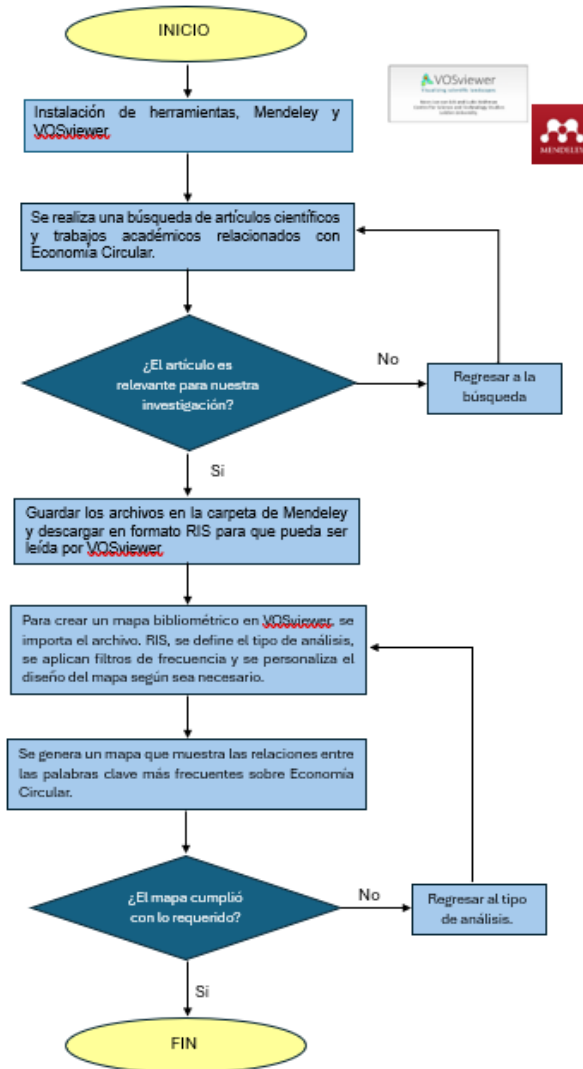 INICIO
VOSviewer
Instalación de herramientas, Mendeley y
VOSviewer.
MENDELEY
Se realiza una búsqueda de artículos científicos
y trabajos académicos relacionados con
Economía Circular.
¿El artículo es
relevante para nuestra
investigación?
No
Regresar a la
búsqueda
Si
Guardar los archivos en la carpeta de Mendeley
y descargar en formato RIS para que pueda ser
leída por VOSviewer.
Para crear un mapa bibliométrico en VOSviewer, se
importa el archivo. RIS, se define el tipo de análisis,
se aplican filtros de frecuencia y se personaliza el
diseño del mapa según sea necesario.
Se genera un mapa que muestra las relaciones entre
las palabras clave más frecuentes sobre Economía
Circular.
¿El mapa cumplió
con lo requerido?
No
Regresar al tipo
de análisis.
Si
FIN